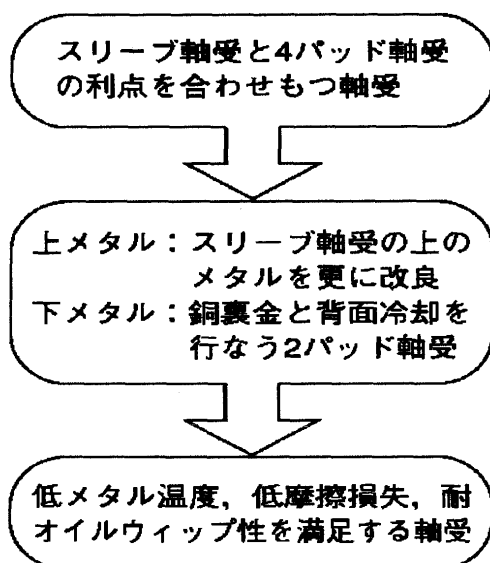 スリーブ軸受と4パッド軸受
の利点を合わせもつ軸受
上メタル：スリーブ軸受の上の
メタルを更に改良
下メタル：銅裏金と背面冷却を
行なう2パッド軸受
低メタル温度，低摩擦損失，耐
オイルウィップ性を満足する軸受